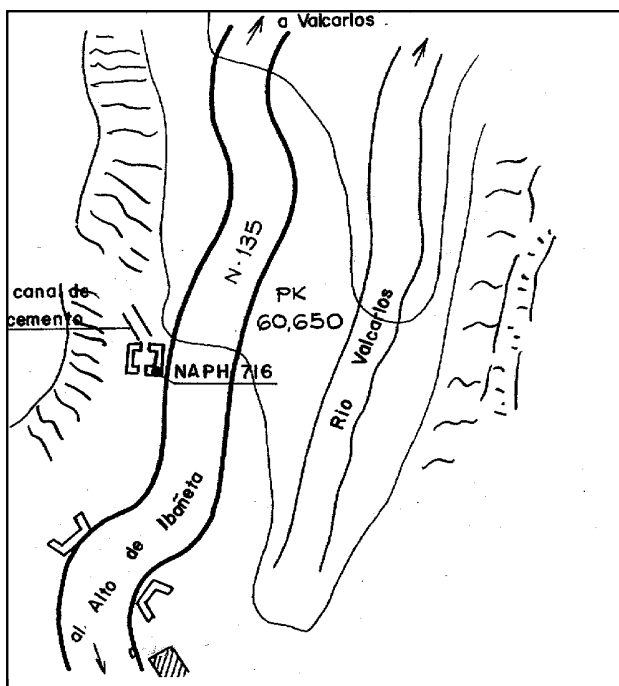 a Valcarlos
N-135
PK
60,650
canal de
cemento
NAPH 716
Rio Valcarlos
al Alto de Ibañeta